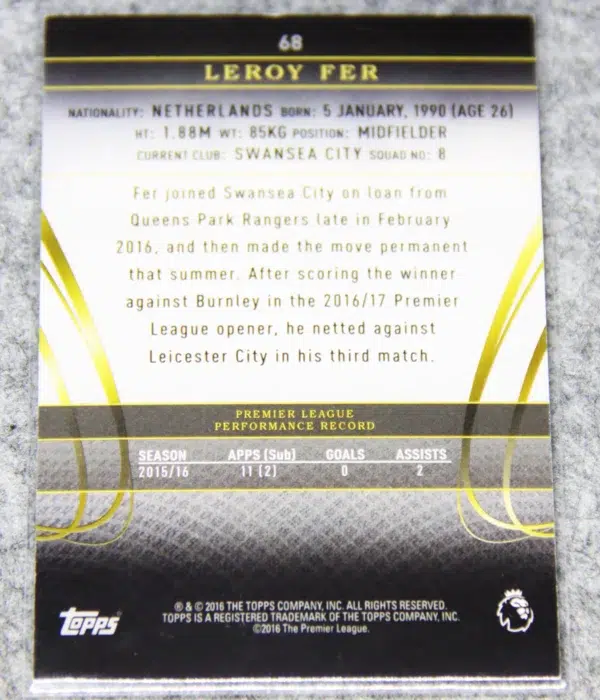 68
LEROY FER
NATIONALITY: NETHERLANDS BORN: 5 JANUARY, 1990 (AGE 26)
HT: 1.88M WT: 85KG POSITION: MIDFIELDER
CURRENT CLUB: SWANSEA CITY SQUAD NO: 8
Fer joined Swansea City on loan from
Queens Park Rangers late in February
2016, and then made the move permanent
that summer. After scoring the winner
against Burnley in the 2016/17 Premier
League opener, he netted against
Leicester City in his third match.
PREMIER LEAGUE
PERFORMANCE RECORD
SEASON APPS (Sub) GOALS ASSISTS
2015/16 11 (2) 0 2
® & © 2016 THE TOPPS COMPANY, INC. ALL RIGHTS RESERVED.
TOPPS IS A REGISTERED TRADEMARK OF THE TOPPS COMPANY, INC.
©2016 The Premier League.
TOPPS